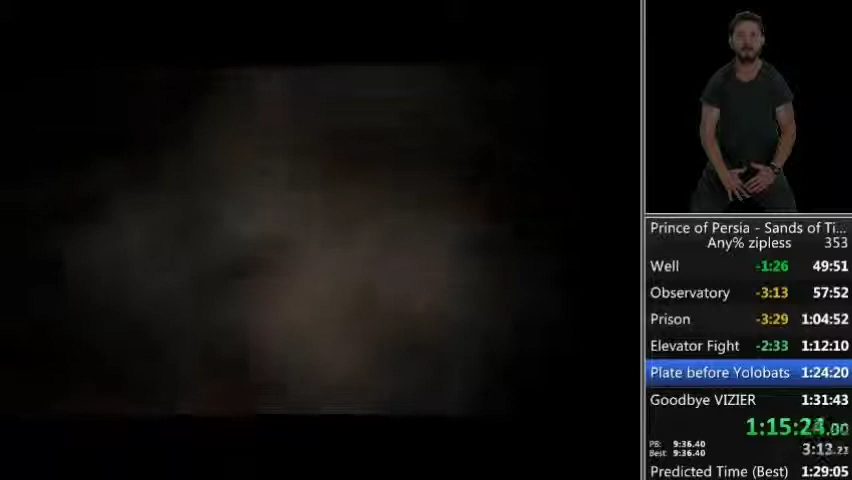 Prince of Persia - Sands of Ti...
Any% zipless 353
Well -1:26 49:51
Observatory -3:13 57:52
Prison -3:29 1:04:52
Elevator Fight -2:33 1:12:10
Plate before Yolobats 1:24:20
Goodbye VIZIER 1:31:43
1:15:24.00
PB: 9:36.40
Best: 9:36.40
3:13.23
Predicted Time (Best) 1:29:05